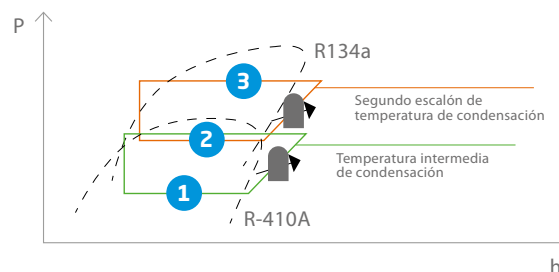 P
R134a
3
Segundo escalón de
temperatura de condensación
2
Temperatura intermedia
de condensación
1
R-410A
h